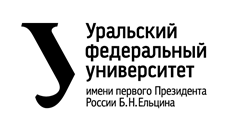 Уральский
федеральный
университет
имени первого Президента
России Б.Н.Ельцина